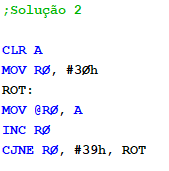 ;Solução 2
CLR A
MOV RØ, #3Øh
ROT:
MOV @RØ, A
INC RØ
CJNE RØ, #39h, ROT